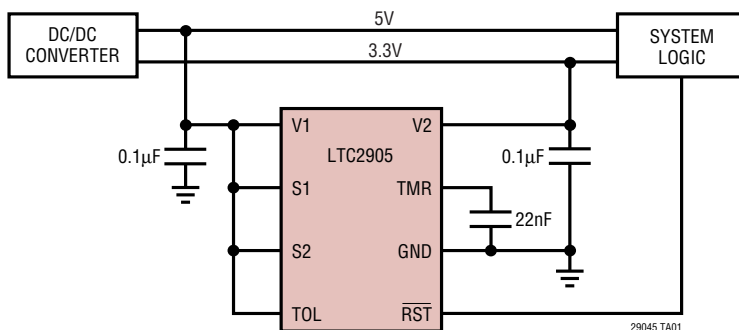 DC/DC
CONVERTER
5V
3.3V
SYSTEM
LOGIC
V1
V2
LTC2905
0.1μF
0.1μF
S1
TMR
22nF
S2
GND
TOL
RST
29045 TA01